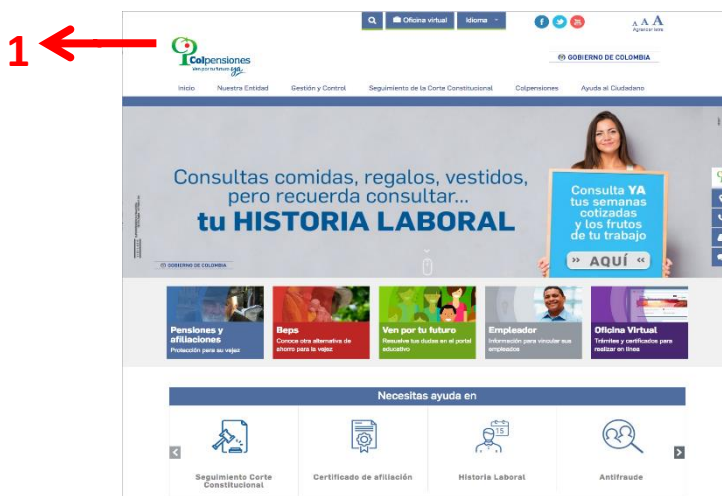 Oficina virtual
Idioma
A A A
Agrandar letra
1
Colpensiones
Ven por tu futuro ya
GOBIERNO DE COLOMBIA
Inicio Nuestra Entidad Gestión y Control Seguimiento de la Corte Constitucional Colpensiones Ayuda al Ciudadano
Consultas comidas, regalos, vestidos,
pero recuerda consultar...
tu HISTORIA LABORAL
Consulta YA
tus semanas
cotizadas
y los frutos
de tu trabajo
» AQUÍ «
GOBIERNO DE COLOMBIA
Pensiones y
afiliaciones
Protección para su vejez
Beps
Conoce otra alternativa de
ahorro para la vejez
Ven por tu futuro
Resuelve tus dudas en el portal
educativo
Empleador
Información para vincular sus
empleados
Oficina Virtual
Trámites y certificados para
realizar en línea
Necesitas ayuda en
15
Seguimiento Corte
Constitucional
Certificado de afiliación
Historia Laboral
Antifraude